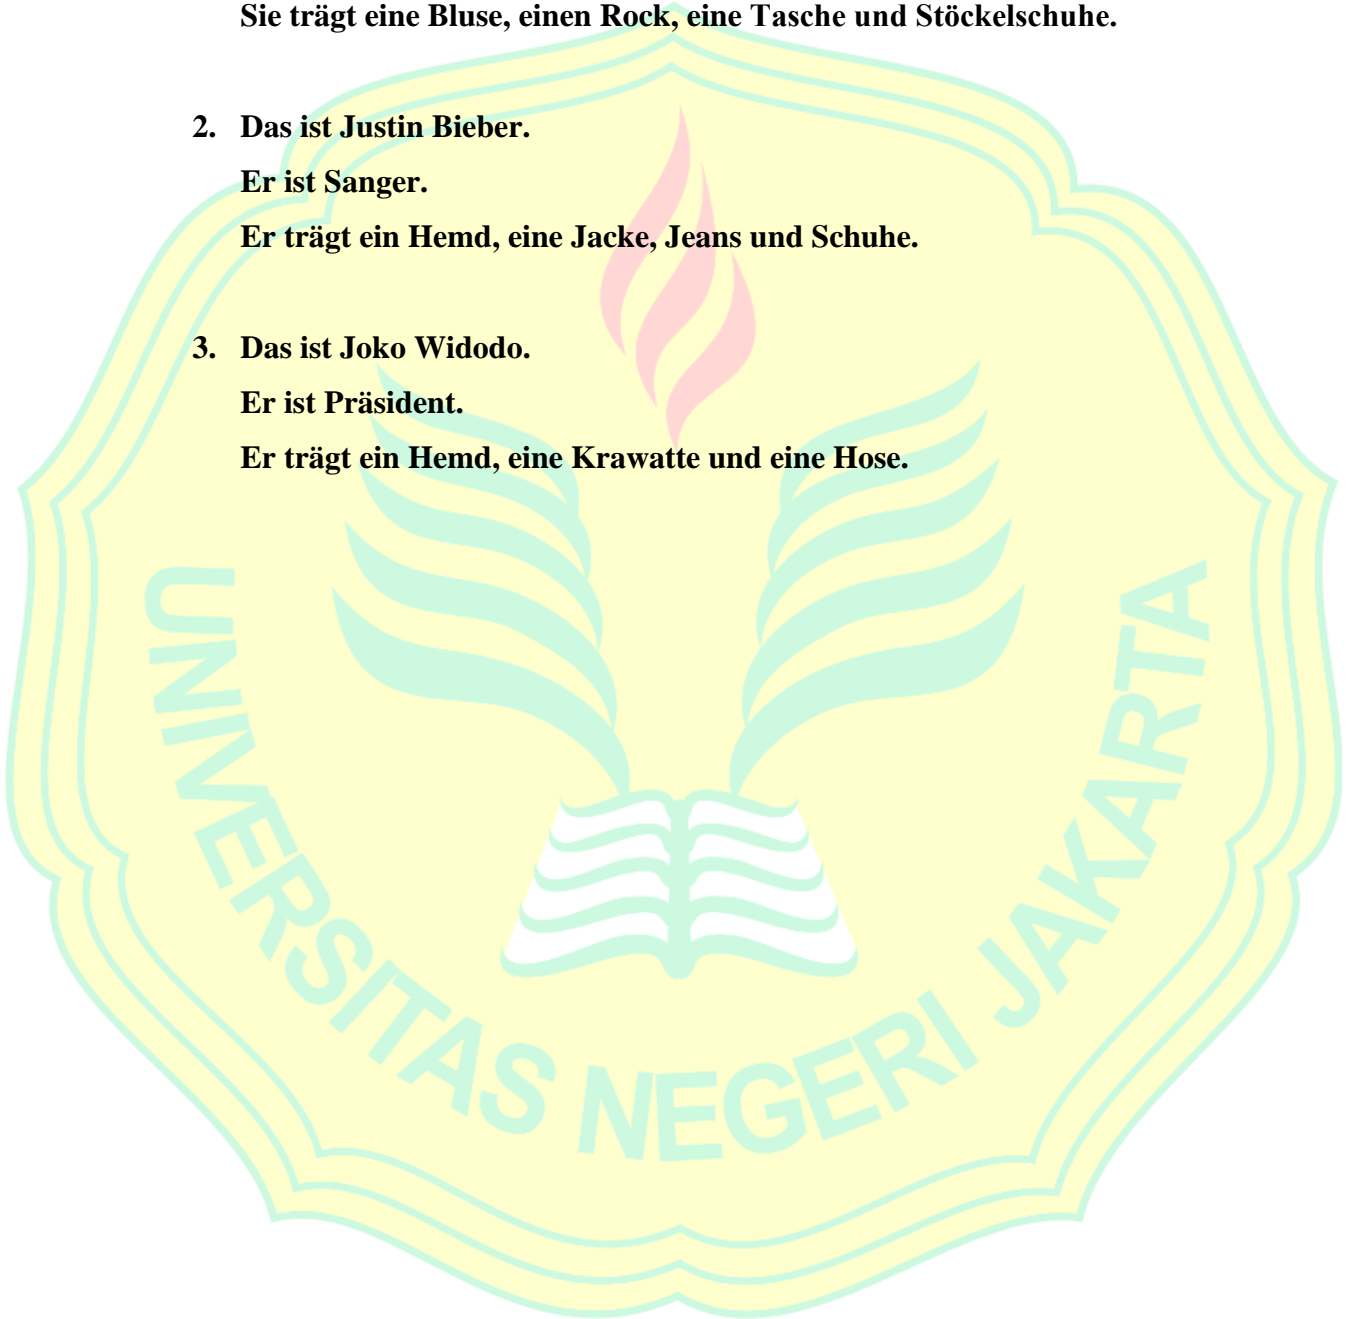 Sie trägt eine Bluse, einen Rock, eine Tasche und Stöckelschuhe.
2. Das ist Justin Bieber.
Er ist Sanger.
Er trägt ein Hemd, eine Jacke, Jeans und Schuhe.
3. Das ist Joko Widodo.
Er ist Präsident.
Er trägt ein Hemd, eine Krawatte und eine Hose.
UNIVERSITAS NEGERI JAKARTA